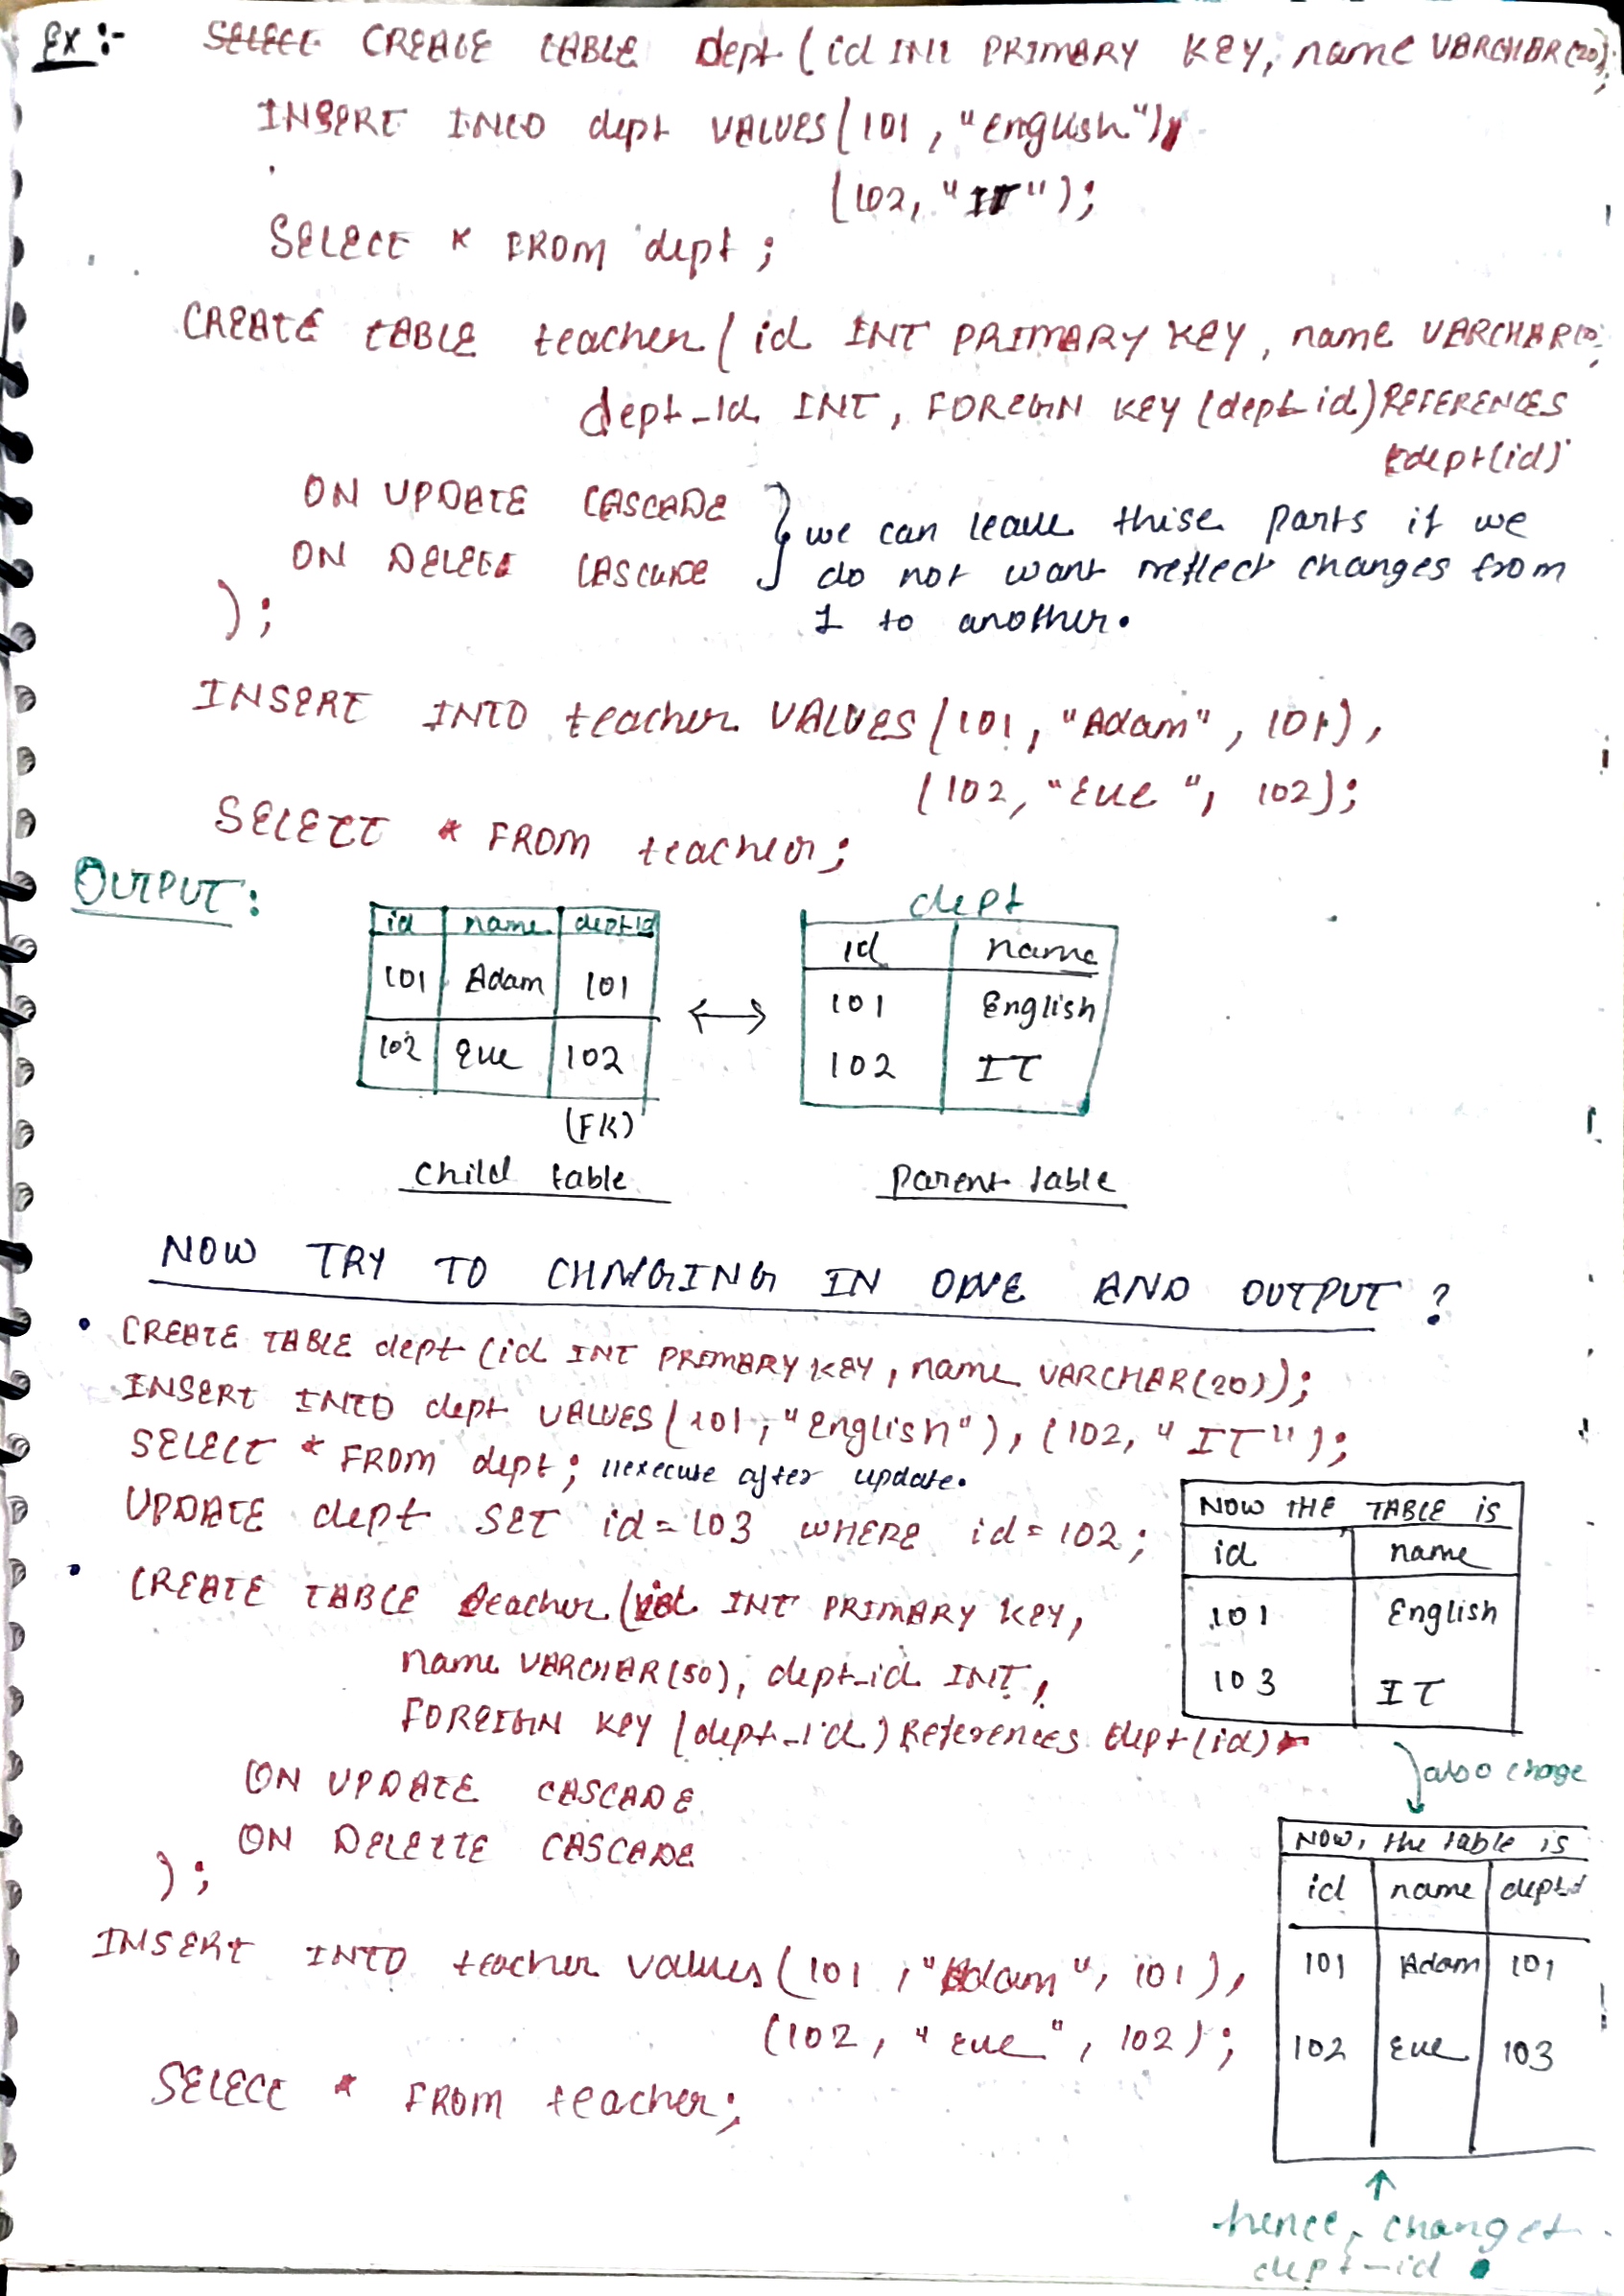 Ex :-
SELECT CREATE TABLE dept (id INT PRIMARY KEY, name VARCHAR(20));
INSERT INTO dept VALUES(101, "English"),
(102, "IT");
SELECT * FROM dept;
CREATE TABLE teacher( id INT PRIMARY KEY, name VARCHAR
dept_id INT, FOREIGN KEY (dept_id) REFERENCES
dept(id)
ON UPDATE CASCADE
ON DELETE CASCADE
} we can leave thise parts if we
do not want reflect changes from
1 to another.
);
INSERT INTO teacher VALUES(101, "Adam", 101),
(102, "Eve", 102);
SELECT * FROM teacher;
OUTPUT:
id name dept id
101 Adam 101
102 Eve 102
(FK)
child table
↔
dept
id name
101 English
102 IT
Parent table
NOW TRY TO CHANGING IN ONE AND OUTPUT ?
• CREATE TABLE dept (id INT PRIMARY KEY, name VARCHAR(20));
INSERT INTO dept VALUES(101, "English"), (102, "IT");
SELECT * FROM dept; //execute after update.
UPDATE dept SET id=103 WHERE id=102;
NOW THE TABLE is
id name
101 English
103 IT
• CREATE TABLE teacher (id INT PRIMARY KEY,
name VARCHAR(50), dept_id INT,
FOREIGN KEY (dept_id) References dept(id)
ON UPDATE CASCADE
ON DELETE CASCADE
);
also change
NOW, the table is
id name dept id
101 Adam 101
102 Eve 103
INSERT INTO teacher values (101, "Adam", 101),
(102, "Eve", 102);
SELECT * FROM teacher;
hence, changet
dept_id